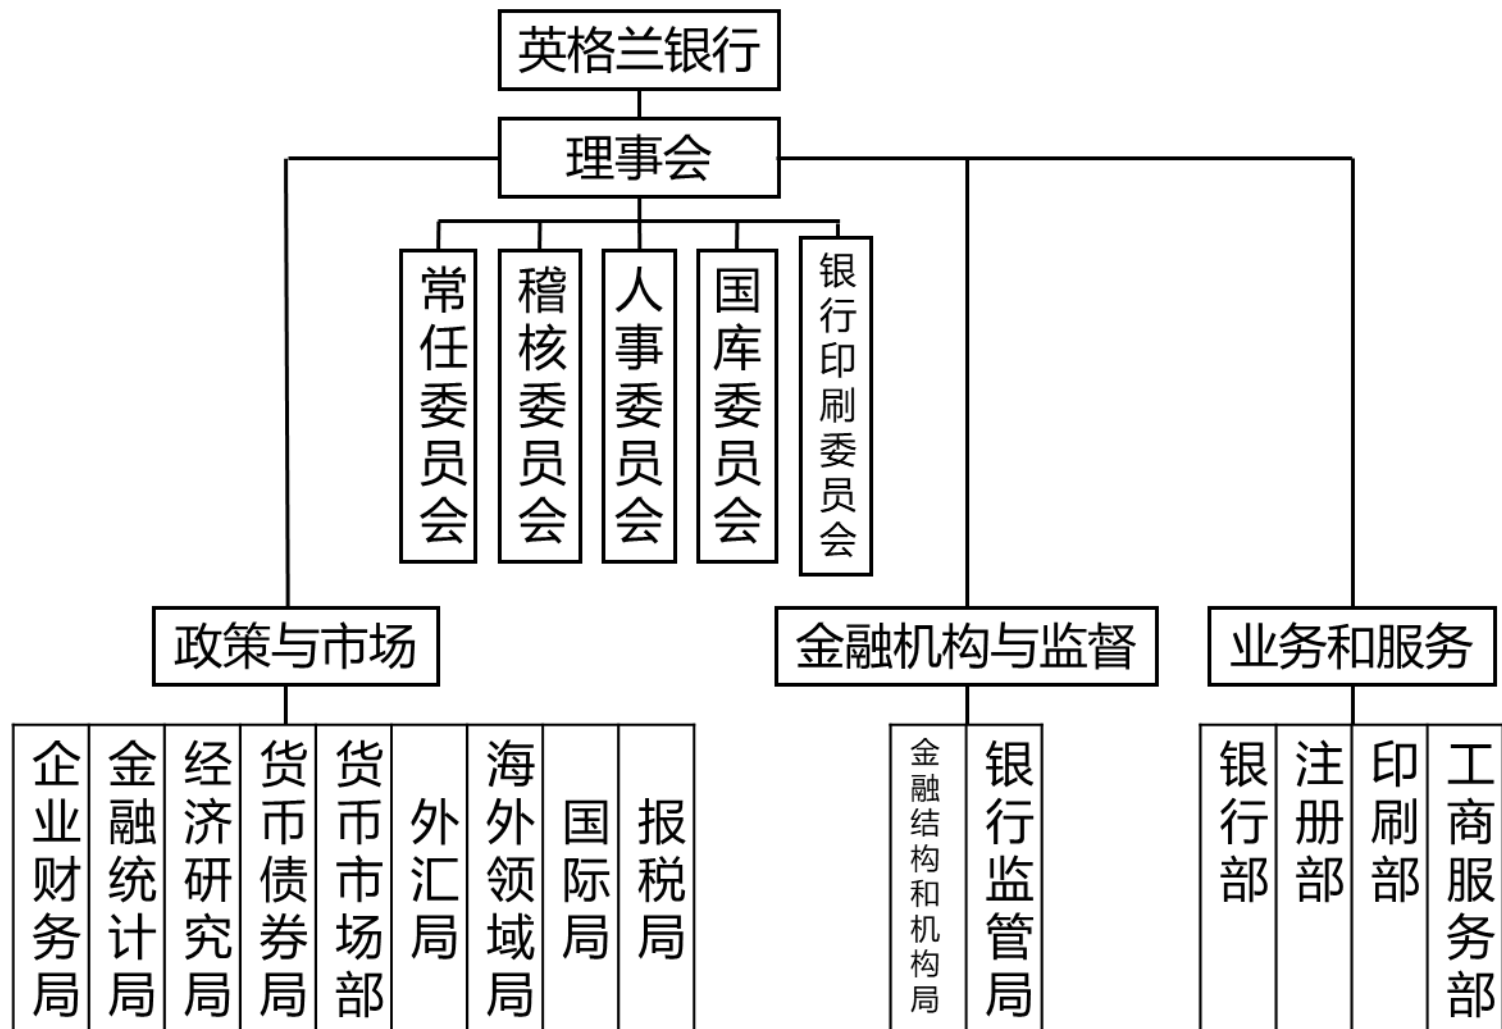 英格兰银行
理事会
常任委员会
稽核委员会
人事委员会
国库委员会
银行印刷委员会
政策与市场
金融机构与监督
业务和服务
企业财务局
金融统计局
经济研究局
货币债券局
货币市场部
外汇局
海外领域局
国际局
报税局
金融结构和机构局
银行监管局
银行部
注册部
印刷部
工商服务部